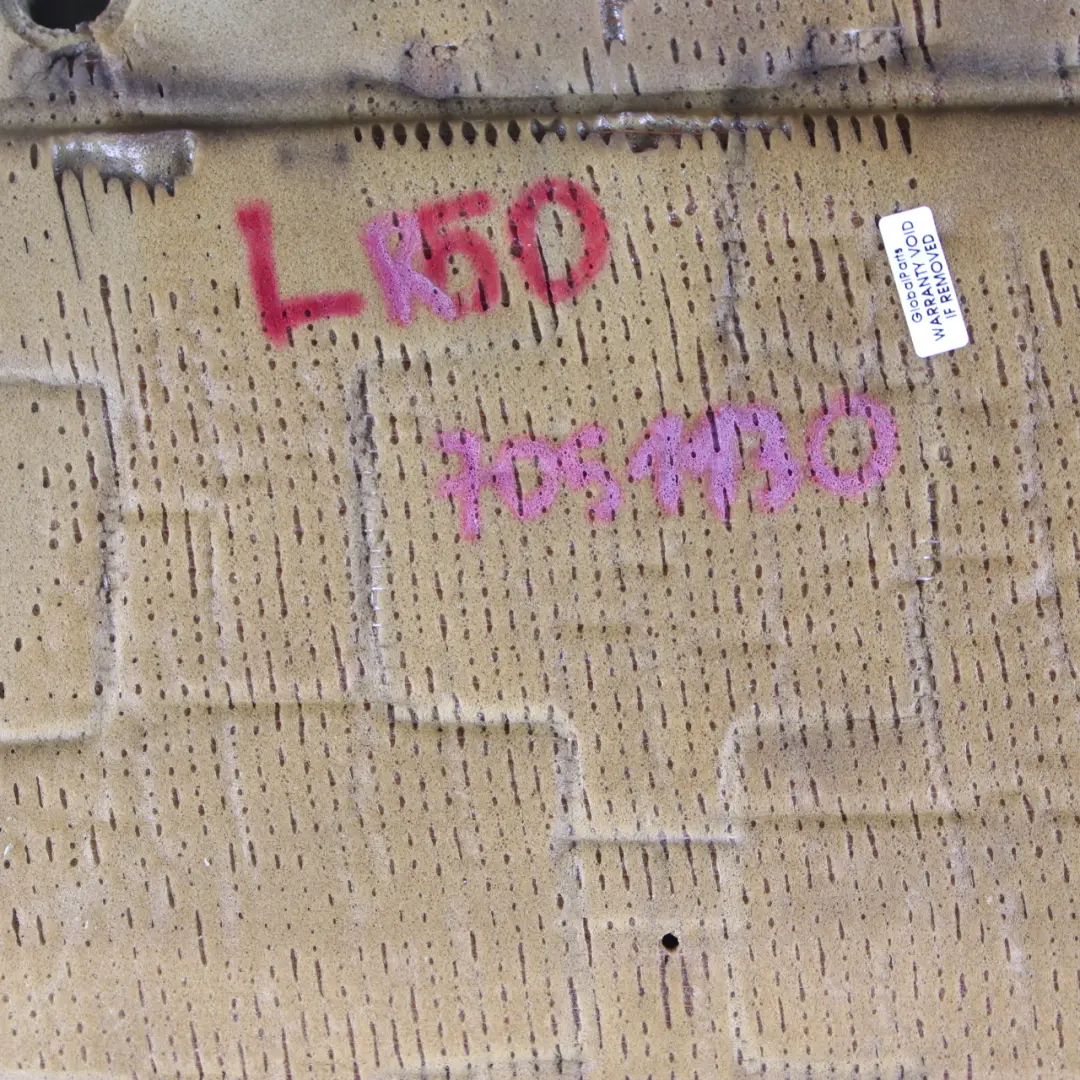 LR50
7051130
GlobalParts
WARRANTY VOID
IF REMOVED